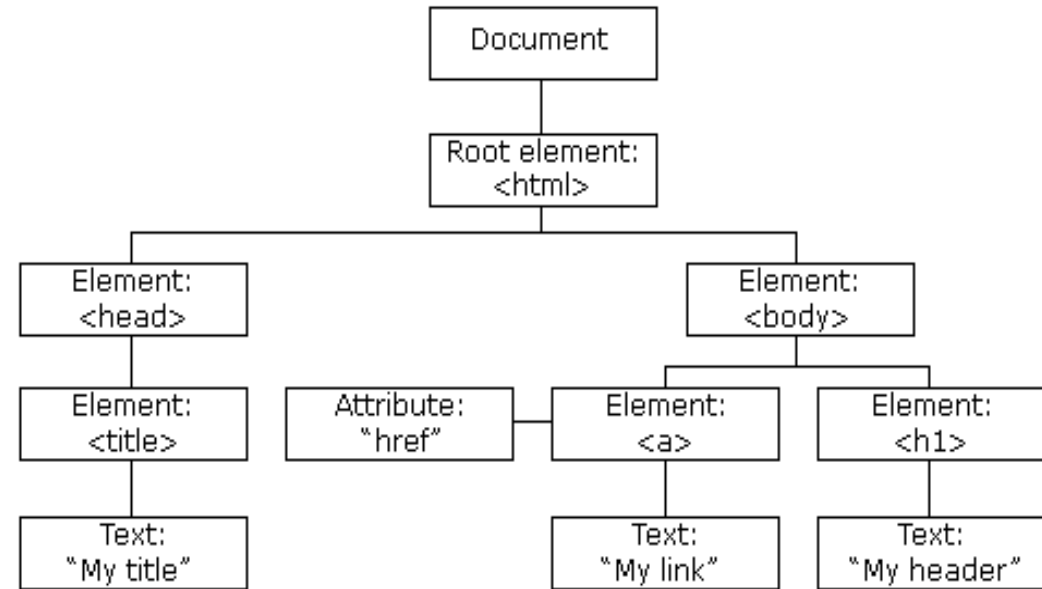 Document
Root element:
<html>
Element:
<head>
Element:
<body>
Element:
<title>
Attribute:
“href”
Element:
<a>
Element:
<h1>
Text:
“My title”
Text:
“My link”
Text:
“My header”